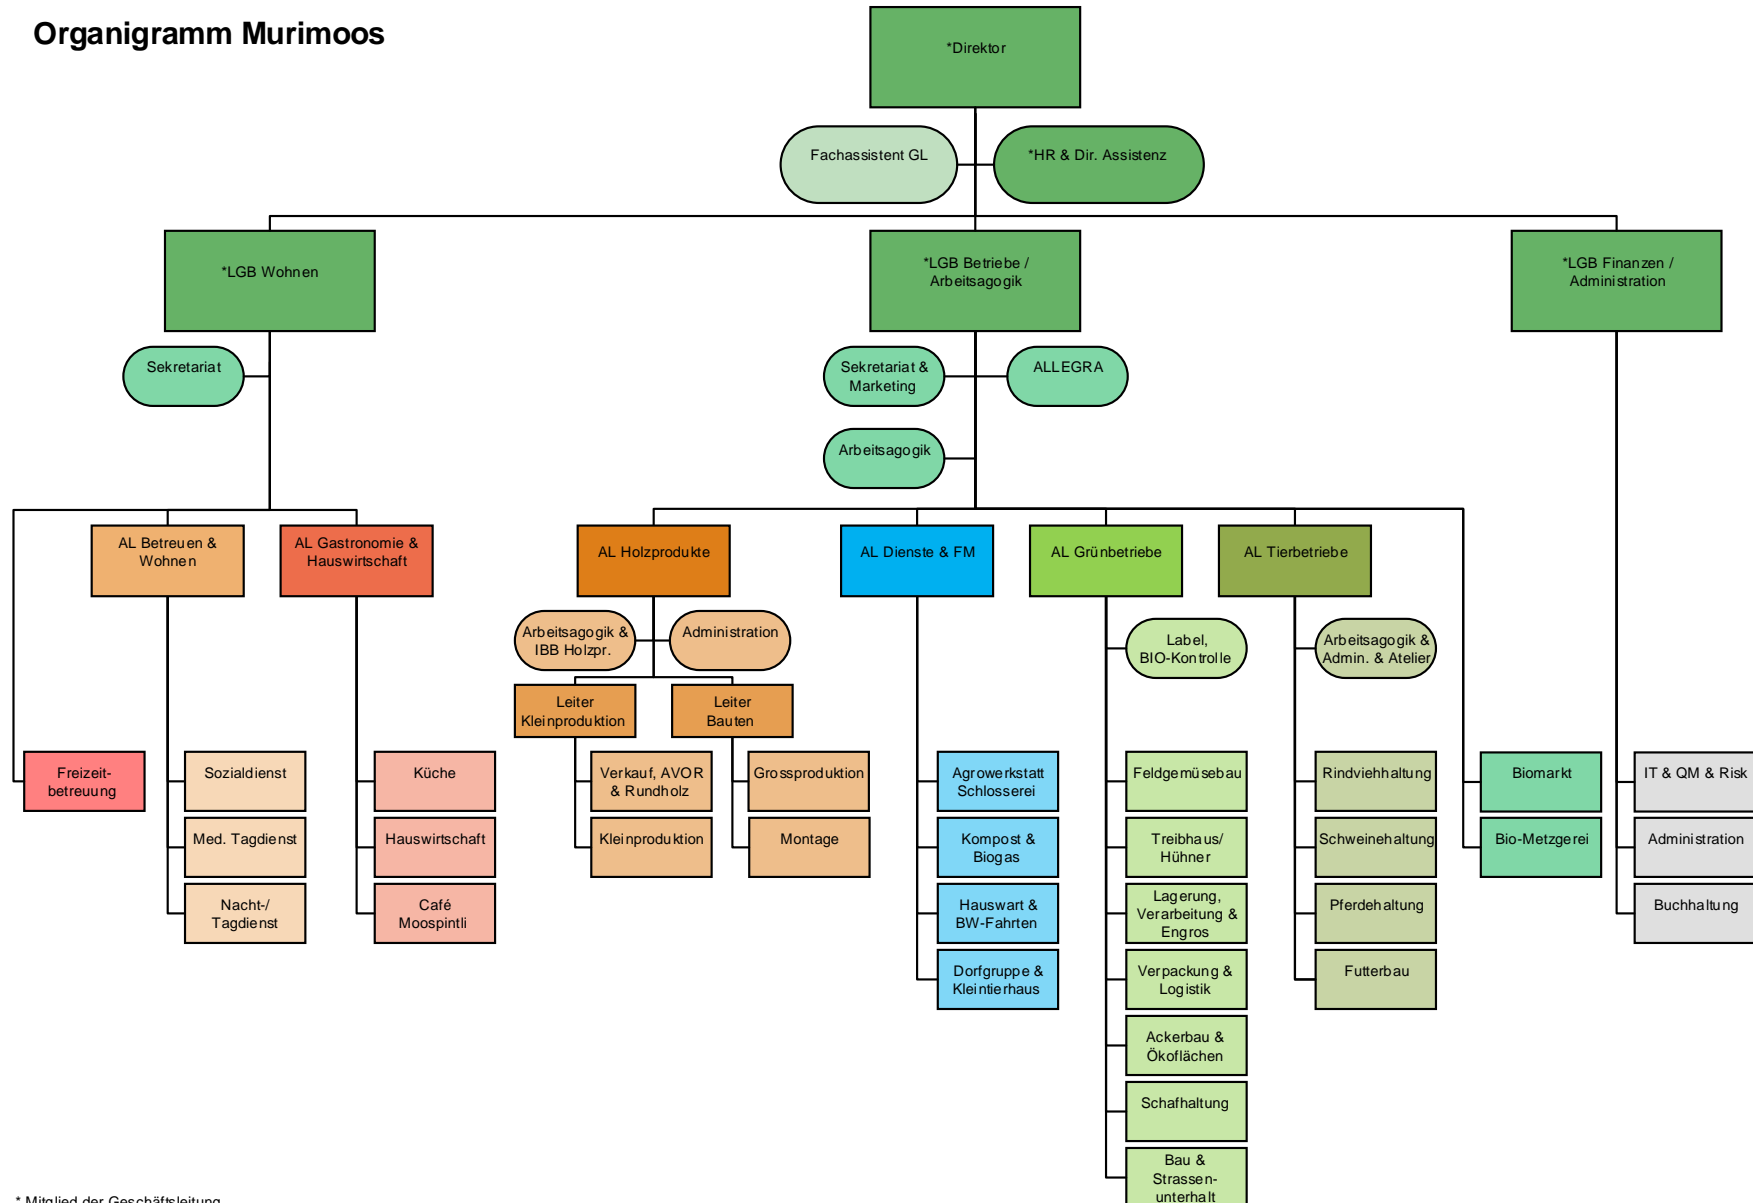 Organigramm Murimoos
*Direktor
Fachassistent GL
*HR & Dir. Assistenz
*LGB Wohnen
*LGB Betriebe /
Arbeitsagogik
*LGB Finanzen /
Administration
Sekretariat
Sekretariat &
Marketing
ALLEGRA
Arbeitsagogik
AL Betreuen &
Wohnen
AL Gastronomie &
Hauswirtschaft
AL Holzprodukte
AL Dienste & FM
AL Grünbetriebe
AL Tierbetriebe
Arbeitsagogik &
IBB Holzpr.
Administration
Label,
BIO-Kontrolle
Arbeitsagogik &
Admin. & Atelier
Leiter
Kleinproduktion
Leiter
Bauten
Freizeit-
betreuung
Sozialdienst
Küche
Verkauf, AVOR
& Rundholz
Grossproduktion
Agrowerkstatt
Schlosserei
Feldgemüsebau
Rindviehhaltung
Biomarkt
IT & QM & Risk
Med. Tagdienst
Hauswirtschaft
Kleinproduktion
Montage
Kompost &
Biogas
Treibhaus/
Hühner
Schweinehaltung
Bio-Metzgerei
Administration
Nacht-/
Tagdienst
Café
Moospintli
Hauswart &
BW-Fahrten
Lagerung,
Verarbeitung &
Engros
Pferdehaltung
Buchhaltung
Dorfgruppe &
Kleintierhaus
Verpackung &
Logistik
Futterbau
Ackerbau &
Ökoflächen
Schafhaltung
Bau &
Strassen-
unterhalt
* Mitglied der Geschäftsleitung